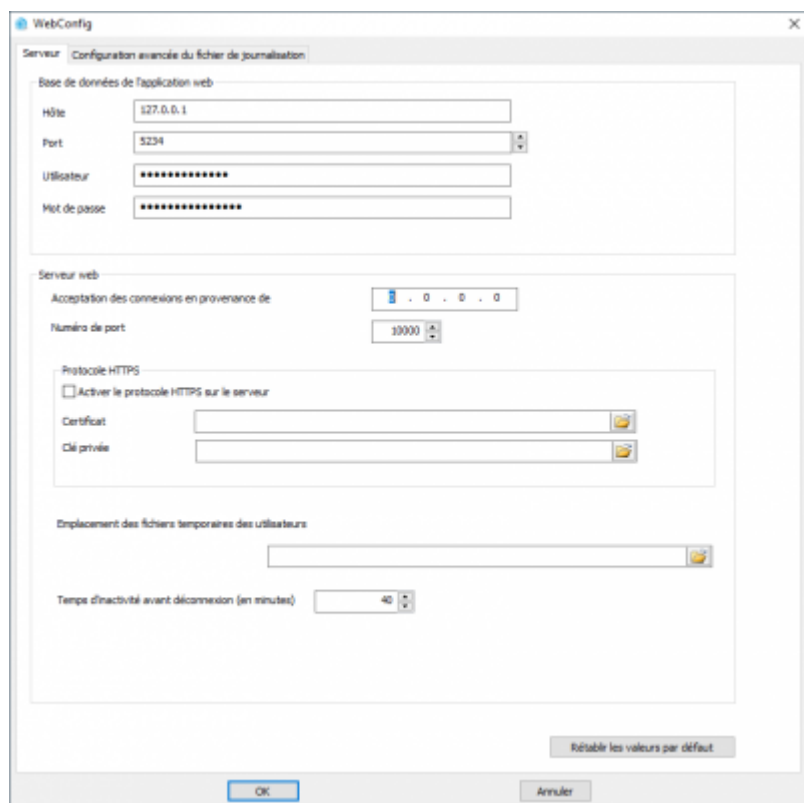 WebConfig
Serveur Configuration avancée du fichier de journalisation
Base de données de l'application web
Hôte 127.0.0.1
Port 5234
Utilisateur •••••••••••••
Mot de passe •••••••••••••••
Serveur web
Acceptation des connexions en provenance de 0 . 0 . 0 . 0
Numéro de port 10000
Protocole HTTPS
Activer le protocole HTTPS sur le serveur
Certificat
Clé privée
Emplacement des fichiers temporaires des utilisateurs
Temps d'inactivité avant déconnexion (en minutes) 40
Rétablir les valeurs par défaut
OK Annuler